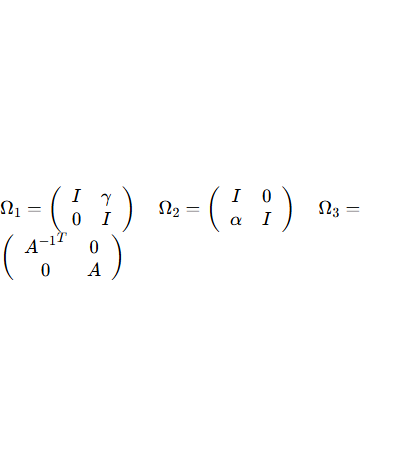 Ω₁ = ( I γ ; 0 I ) Ω₂ = ( I 0 ; α I ) Ω₃ =
( A⁻¹ᵀ 0 ; 0 A )